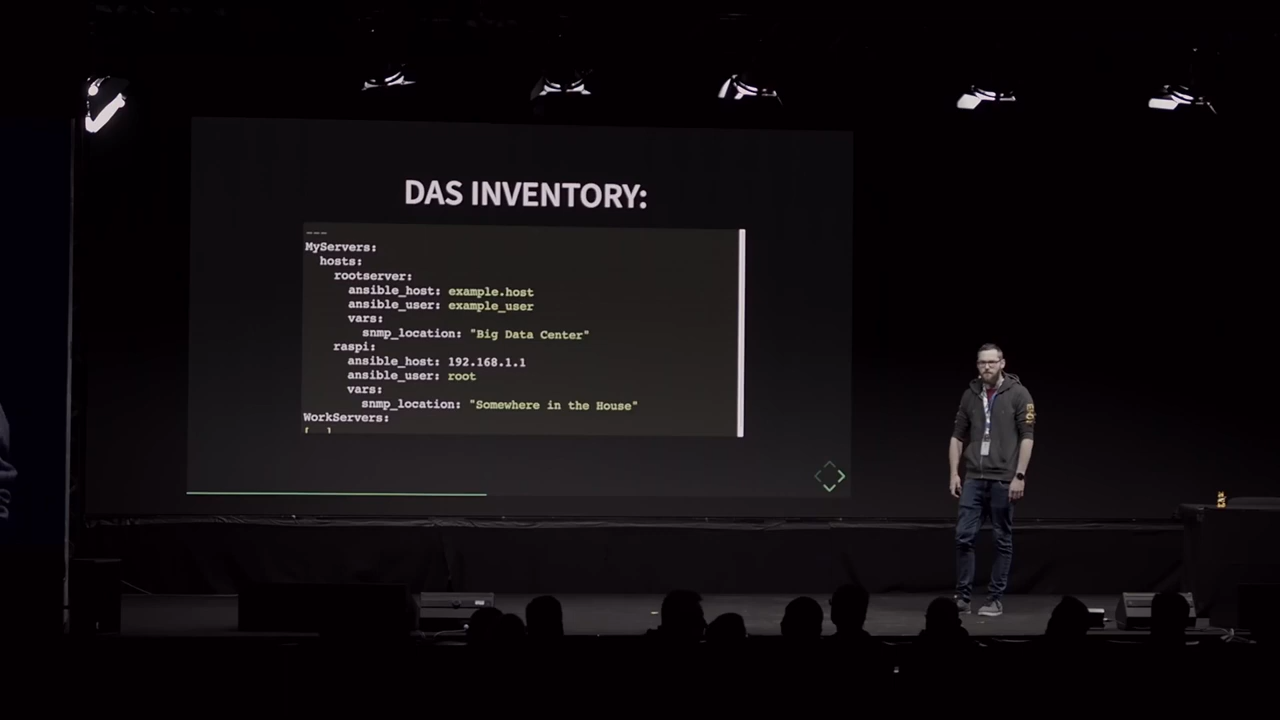 DAS INVENTORY:
---
MyServers:
  hosts:
    rootserver:
      ansible_host: example.host
      ansible_user: example_user
      vars:
        snmp_location: "Big Data Center"
    raspi:
      ansible_host: 192.168.1.1
      ansible_user: root
      vars:
        snmp_location: "Somewhere in the House"
WorkServers: